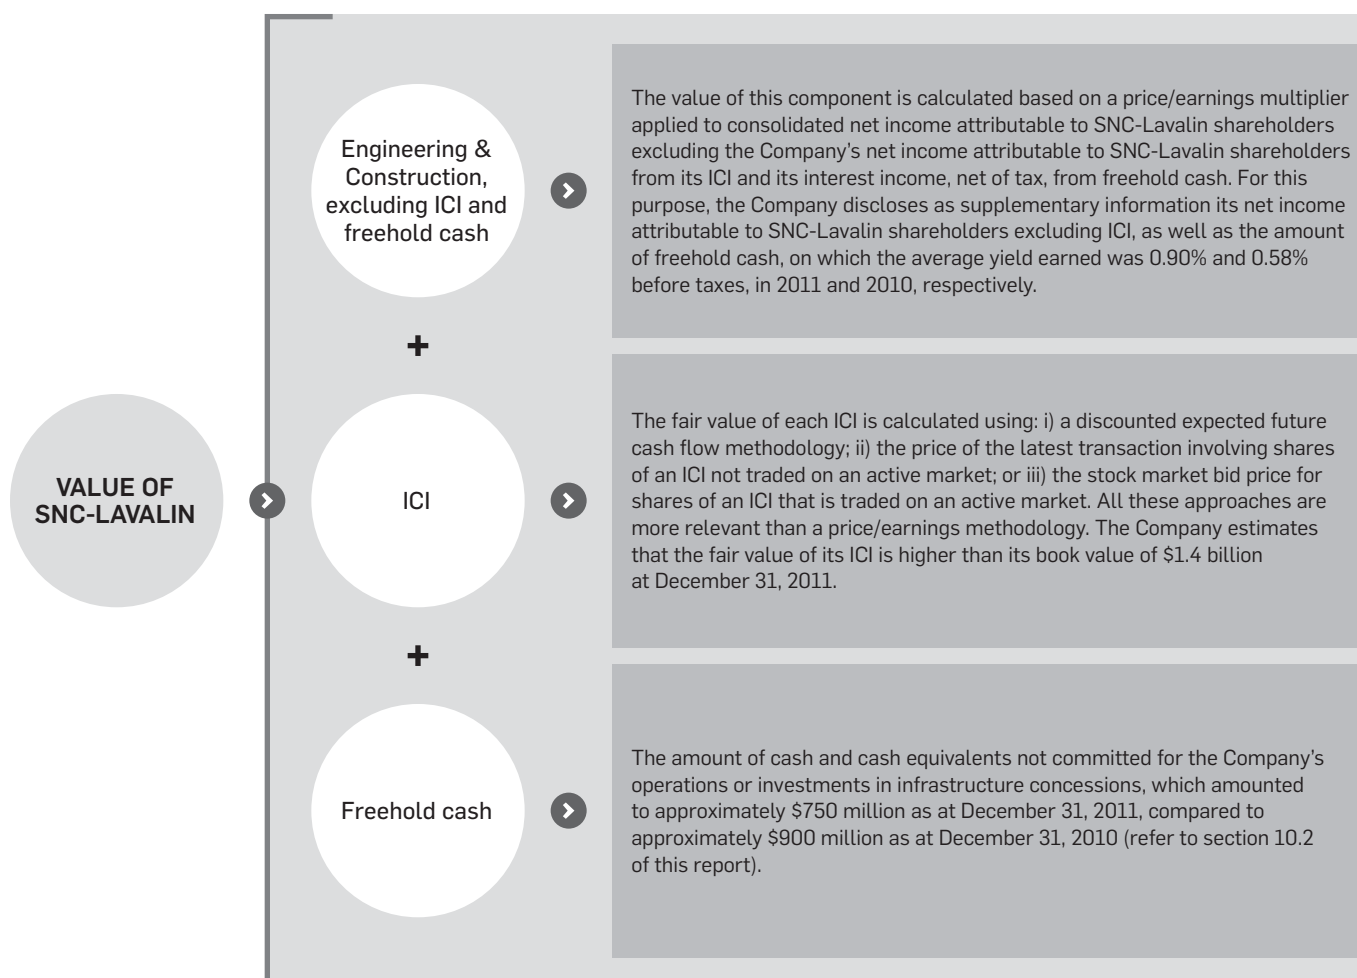 VALUE OF
SNC-LAVALIN
Engineering &
Construction,
excluding ICI and
freehold cash
The value of this component is calculated based on a price/earnings multiplier
applied to consolidated net income attributable to SNC-Lavalin shareholders
excluding the Company's net income attributable to SNC-Lavalin shareholders
from its ICI and its interest income, net of tax, from freehold cash. For this
purpose, the Company discloses as supplementary information its net income
attributable to SNC-Lavalin shareholders excluding ICI, as well as the amount
of freehold cash, on which the average yield earned was 0.90% and 0.58%
before taxes, in 2011 and 2010, respectively.
+
ICI
The fair value of each ICI is calculated using: i) a discounted expected future
cash flow methodology; ii) the price of the latest transaction involving shares
of an ICI not traded on an active market; or iii) the stock market bid price for
shares of an ICI that is traded on an active market. All these approaches are
more relevant than a price/earnings methodology. The Company estimates
that the fair value of its ICI is higher than its book value of $1.4 billion
at December 31, 2011.
+
Freehold cash
The amount of cash and cash equivalents not committed for the Company's
operations or investments in infrastructure concessions, which amounted
to approximately $750 million as at December 31, 2011, compared to
approximately $900 million as at December 31, 2010 (refer to section 10.2
of this report).